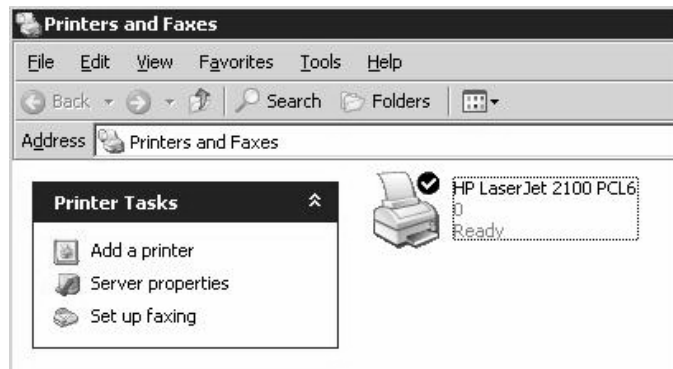 Printers and Faxes
File Edit View Favorites Tools Help
Back Search Folders
Address Printers and Faxes
Printer Tasks
Add a printer
Server properties
Set up faxing
HP LaserJet 2100 PCL6
0
Ready